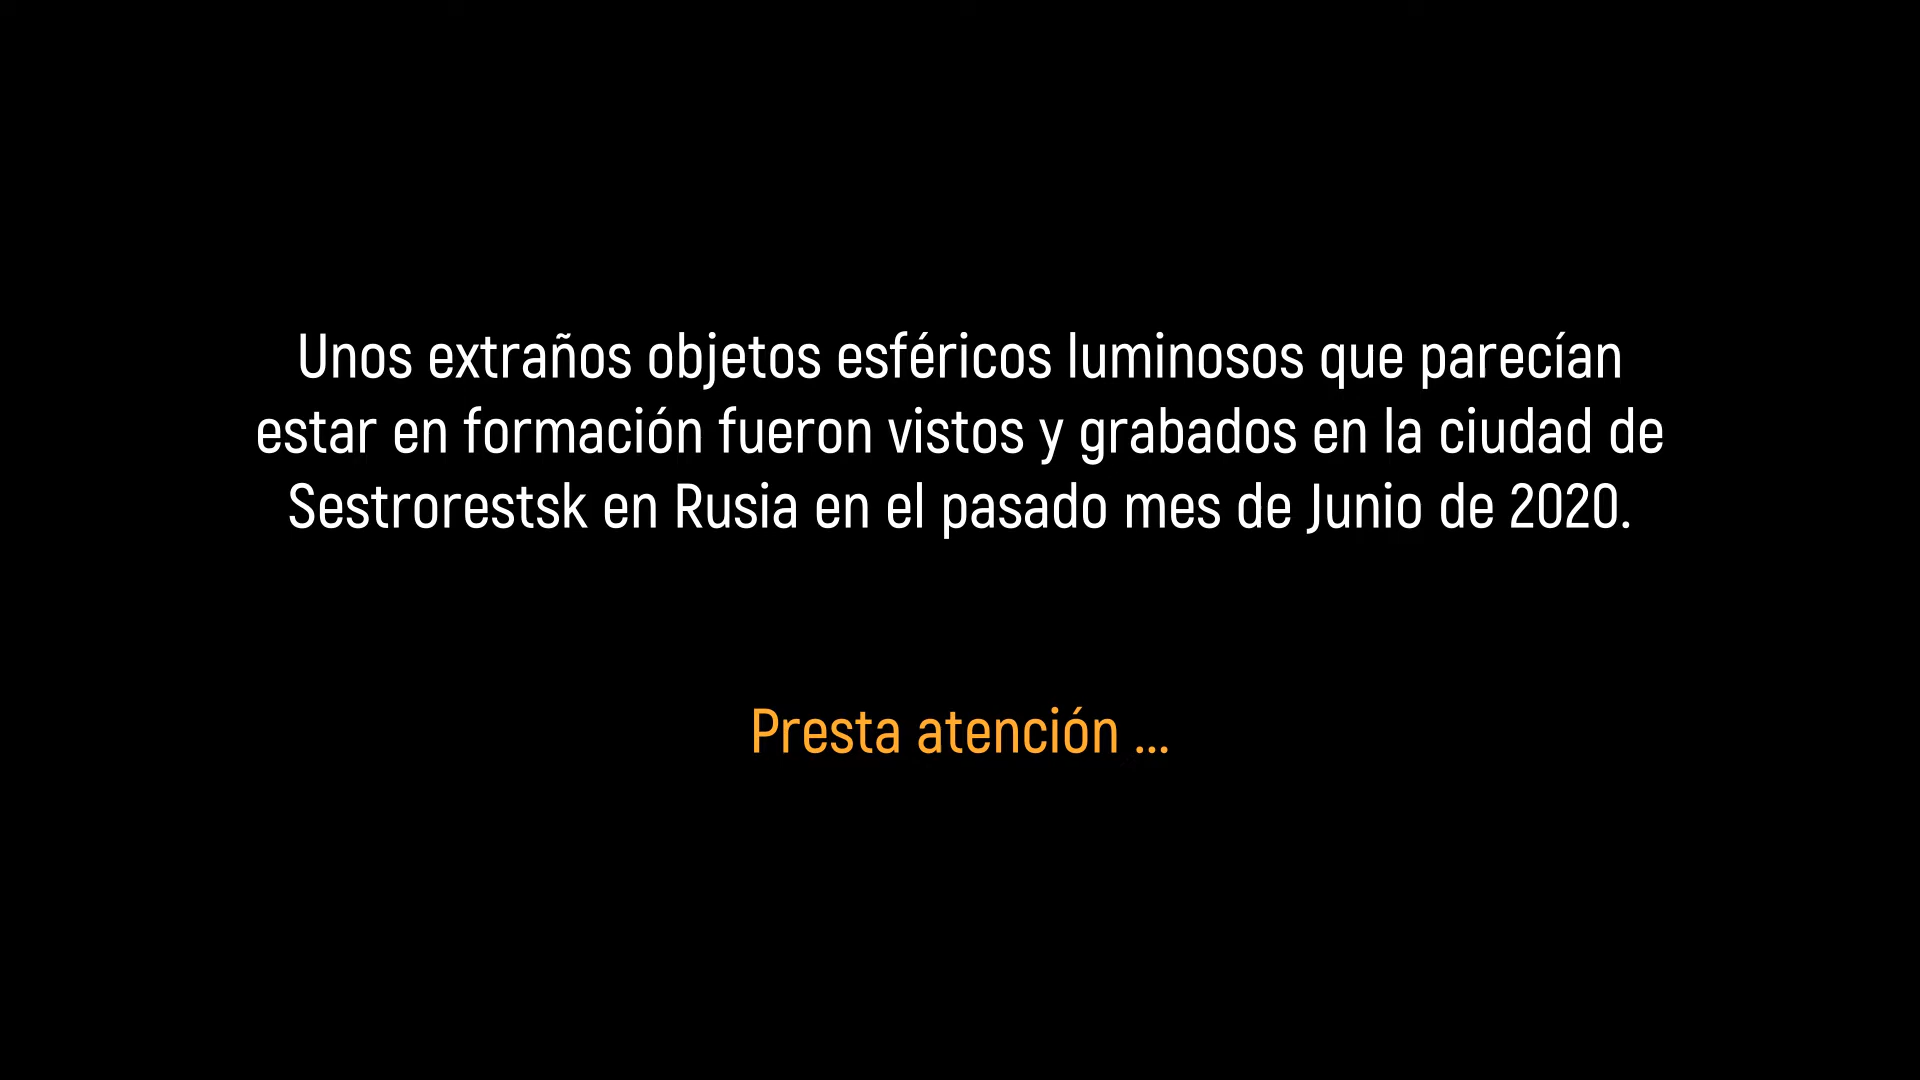 Unos extraños objetos esféricos luminosos que parecían
estar en formación fueron vistos y grabados en la ciudad de
Sestrorestsk en Rusia en el pasado mes de Junio de 2020.
Presta atención ...